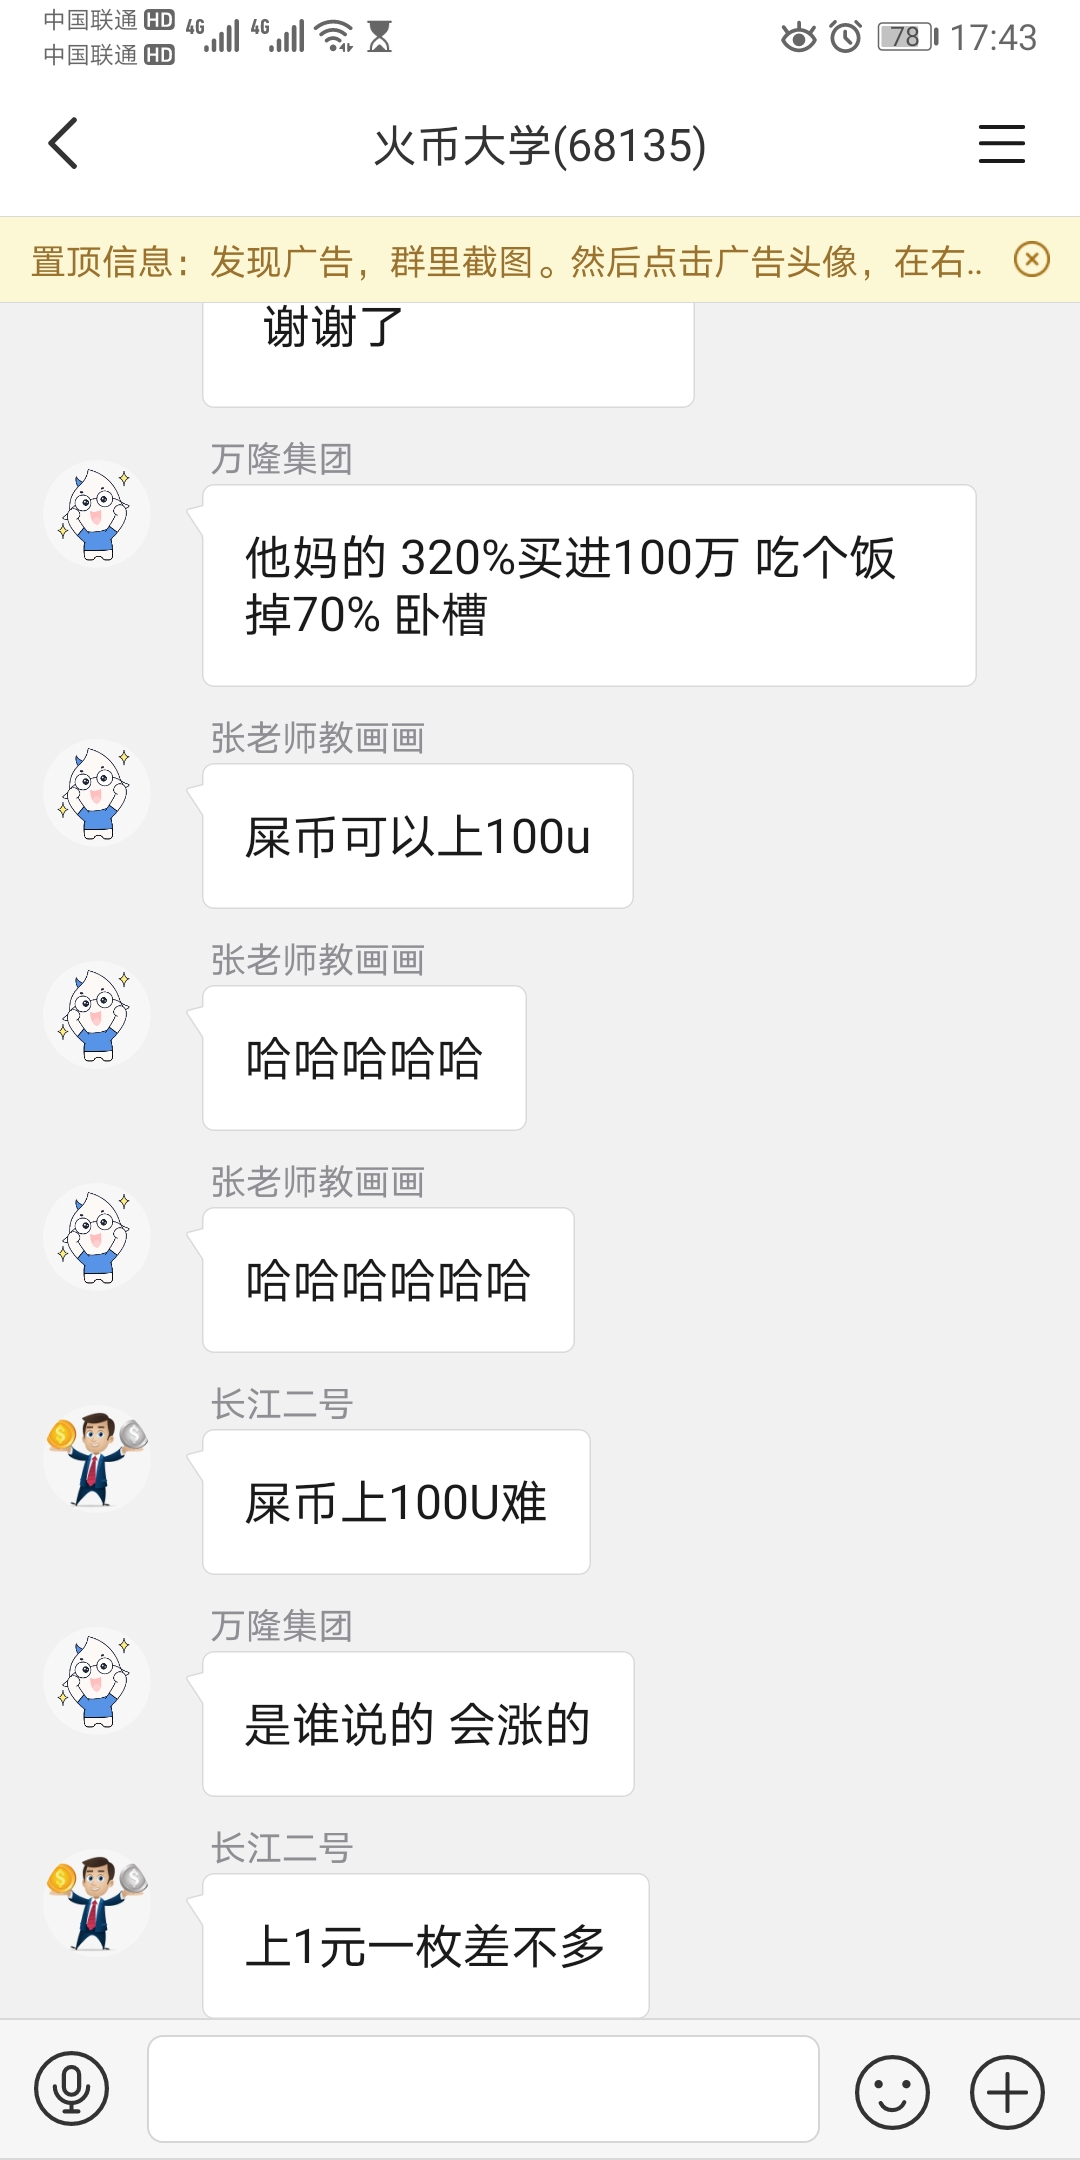 中国联通 HD 4G 4G 78 17:43
中国联通 HD
火币大学(68135)
置顶信息：发现广告，群里截图。然后点击广告头像，在右..
谢谢了
万隆集团
他妈的 320%买进100万 吃个饭
掉70% 卧槽
张老师教画画
屎币可以上100u
张老师教画画
哈哈哈哈哈
张老师教画画
哈哈哈哈哈哈
长江二号
屎币上100U难
万隆集团
是谁说的 会涨的
长江二号
上1元一枚差不多